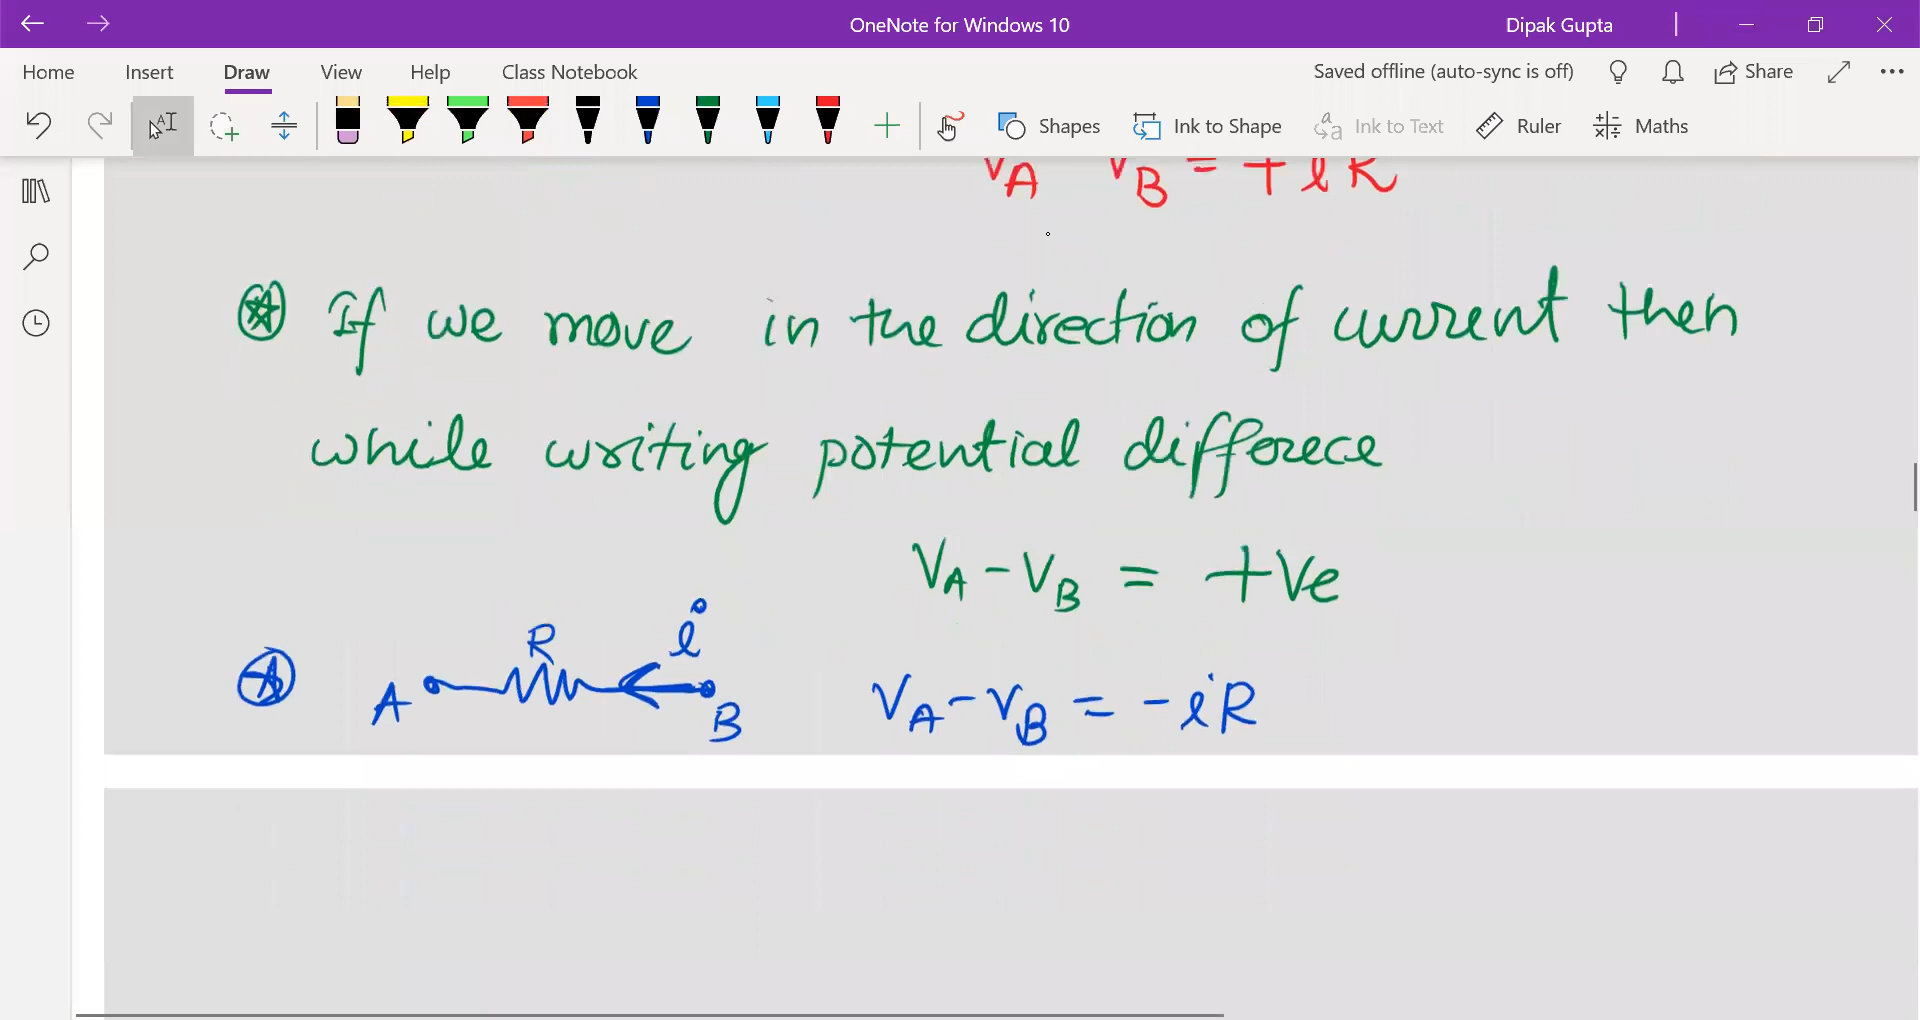 OneNote for Windows 10
Dipak Gupta
Home Insert Draw View Help Class Notebook
Saved offline (auto-sync is off) Share
Shapes Ink to Shape Ink to Text Ruler Maths
VA VB = + iR
If we move in the direction of current then
while writing potential differece
VA - VB = +ve
R i
A B VA - VB = - iR